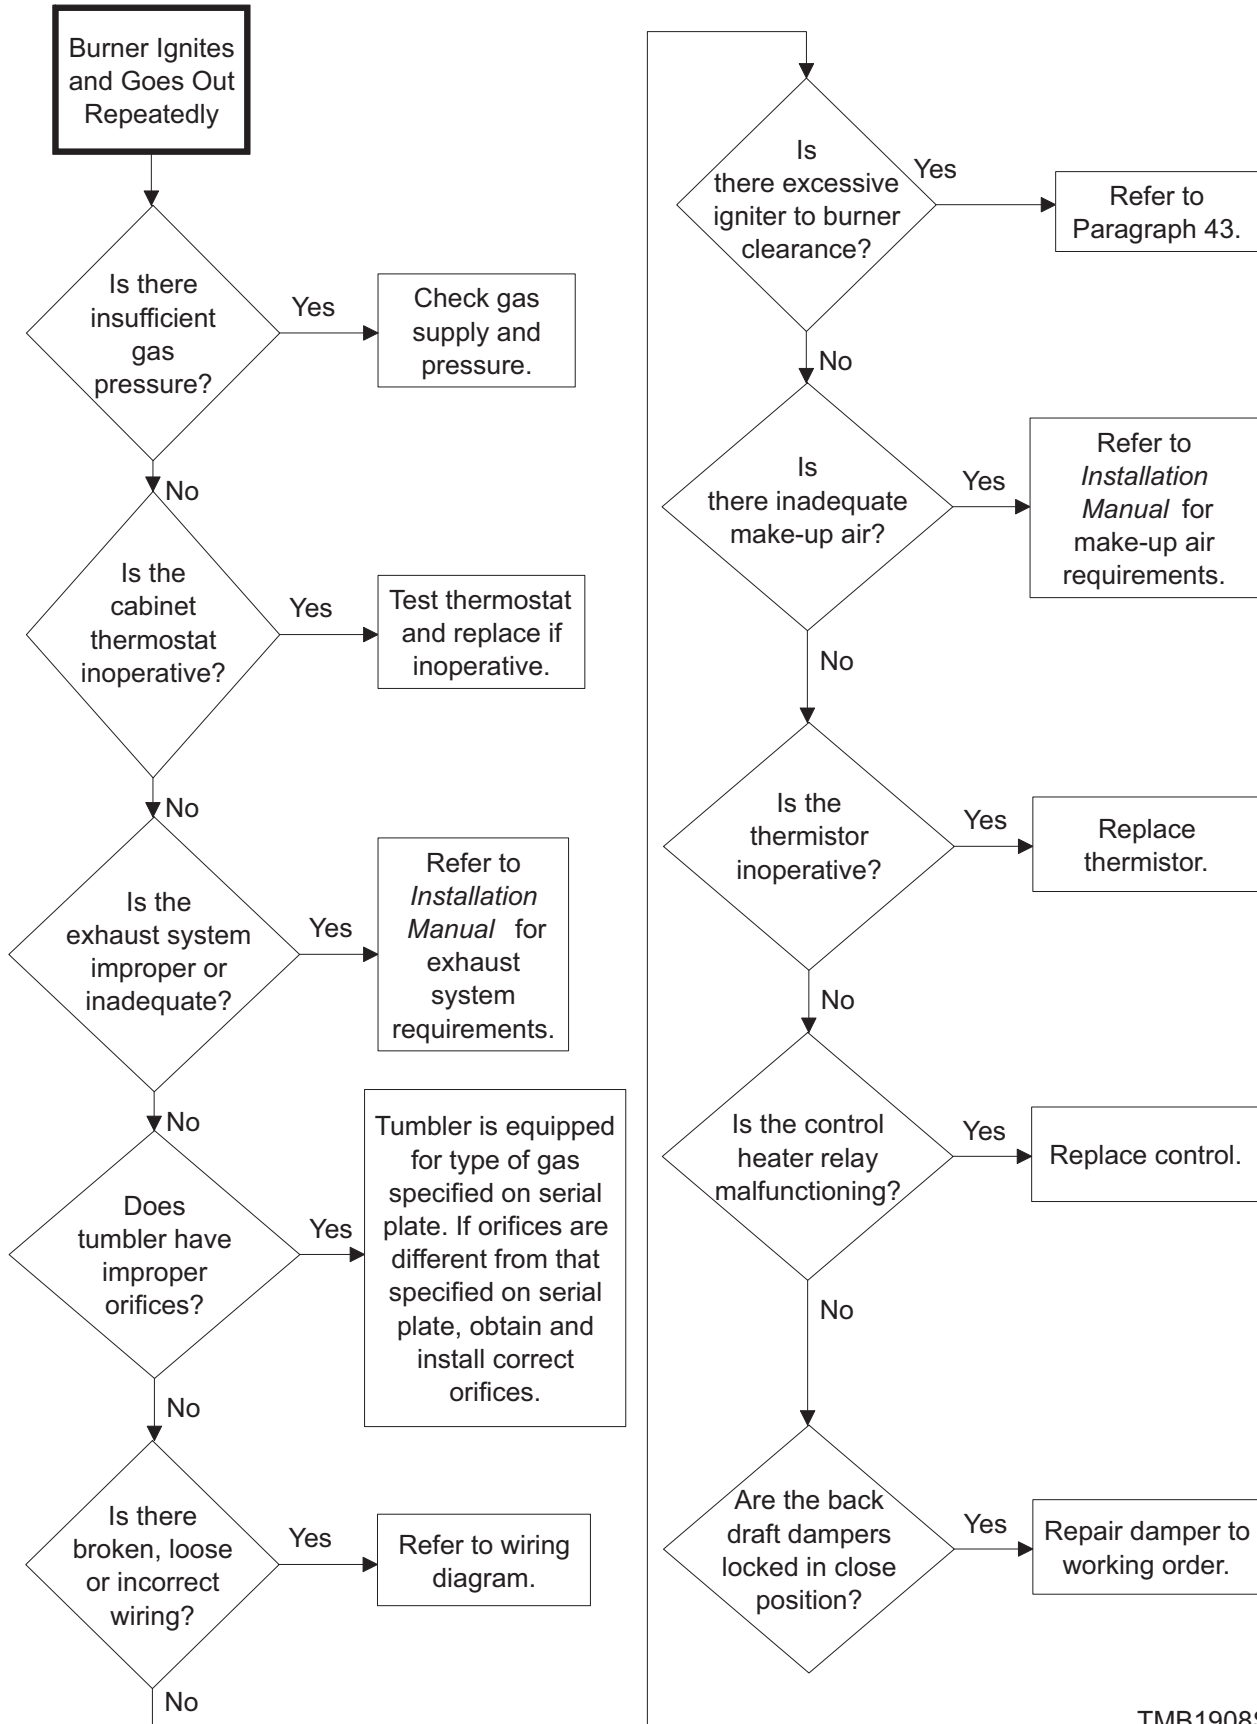 Burner Ignites
and Goes Out
Repeatedly
Is there
insufficient
gas
pressure?
Yes
Check gas
supply and
pressure.
No
Is the
cabinet
thermostat
inoperative?
Yes
Test thermostat
and replace if
inoperative.
No
Is the
exhaust system
improper or
inadequate?
Yes
Refer to
Installation
Manual for
exhaust
system
requirements.
No
Does
tumbler have
improper
orifices?
Yes
Tumbler is equipped
for type of gas
specified on serial
plate. If orifices are
different from that
specified on serial
plate, obtain and
install correct
orifices.
No
Is there
broken, loose
or incorrect
wiring?
Yes
Refer to wiring
diagram.
No
Is
there excessive
igniter to burner
clearance?
Yes
Refer to
Paragraph 43.
No
Is
there inadequate
make-up air?
Yes
Refer to
Installation
Manual for
make-up air
requirements.
No
Is the
thermistor
inoperative?
Yes
Replace
thermistor.
No
Is the control
heater relay
malfunctioning?
Yes
Replace control.
No
Are the back
draft dampers
locked in close
position?
Yes
Repair damper to
working order.